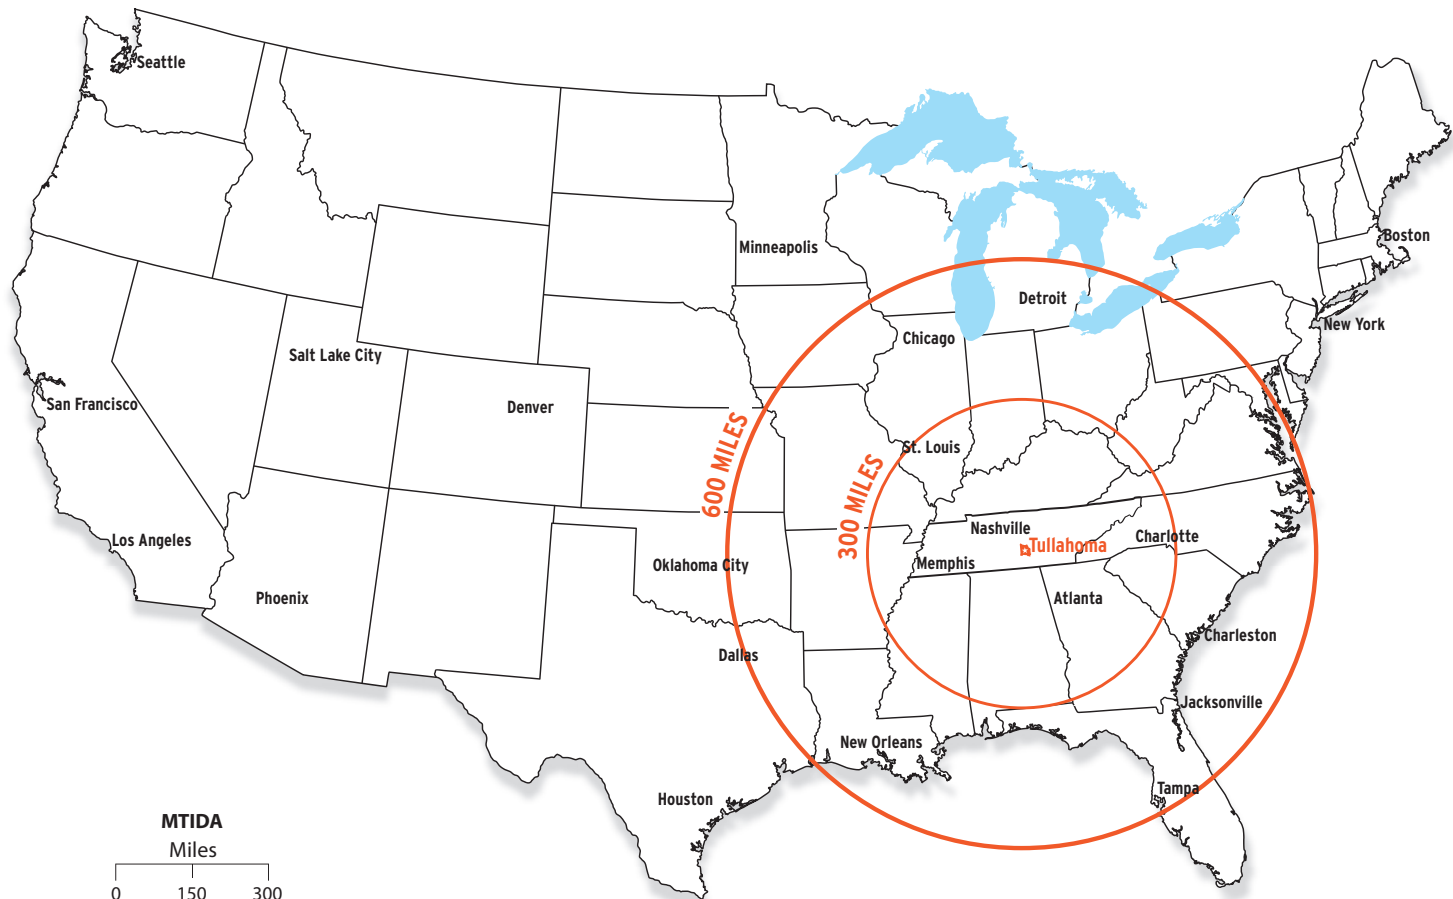 Seattle
Boston
Minneapolis
Detroit
New York
Chicago
Salt Lake City
San Francisco
Denver
600 MILES
St. Louis
300 MILES
Nashville
Charlotte
Los Angeles
Tullahoma
Oklahoma City
Memphis
Phoenix
Atlanta
Charleston
Dallas
Jacksonville
New Orleans
Tampa
Houston
MTIDA
Miles
0 150 300